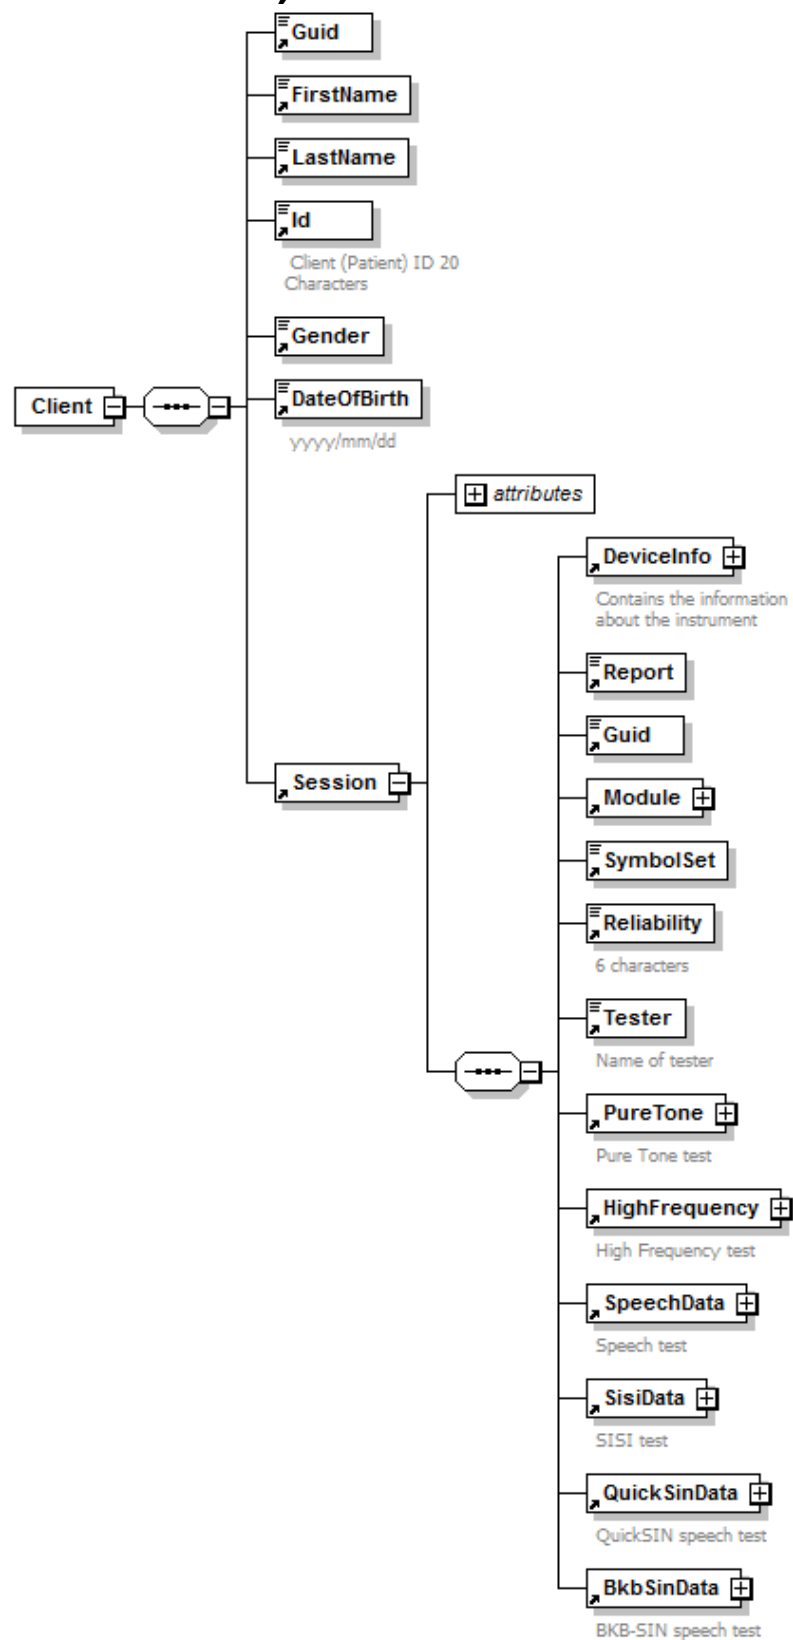 Guid
FirstName
LastName
Id
Client (Patient) ID 20
Characters
Gender
Client
DateOfBirth
yyyy/mm/dd
attributes
DeviceInfo
Contains the information
about the instrument
Report
Guid
Session
Module
SymbolSet
Reliability
6 characters
Tester
Name of tester
PureTone
Pure Tone test
HighFrequency
High Frequency test
SpeechData
Speech test
SisiData
SISI test
QuickSinData
QuickSIN speech test
BkbSinData
BKB-SIN speech test